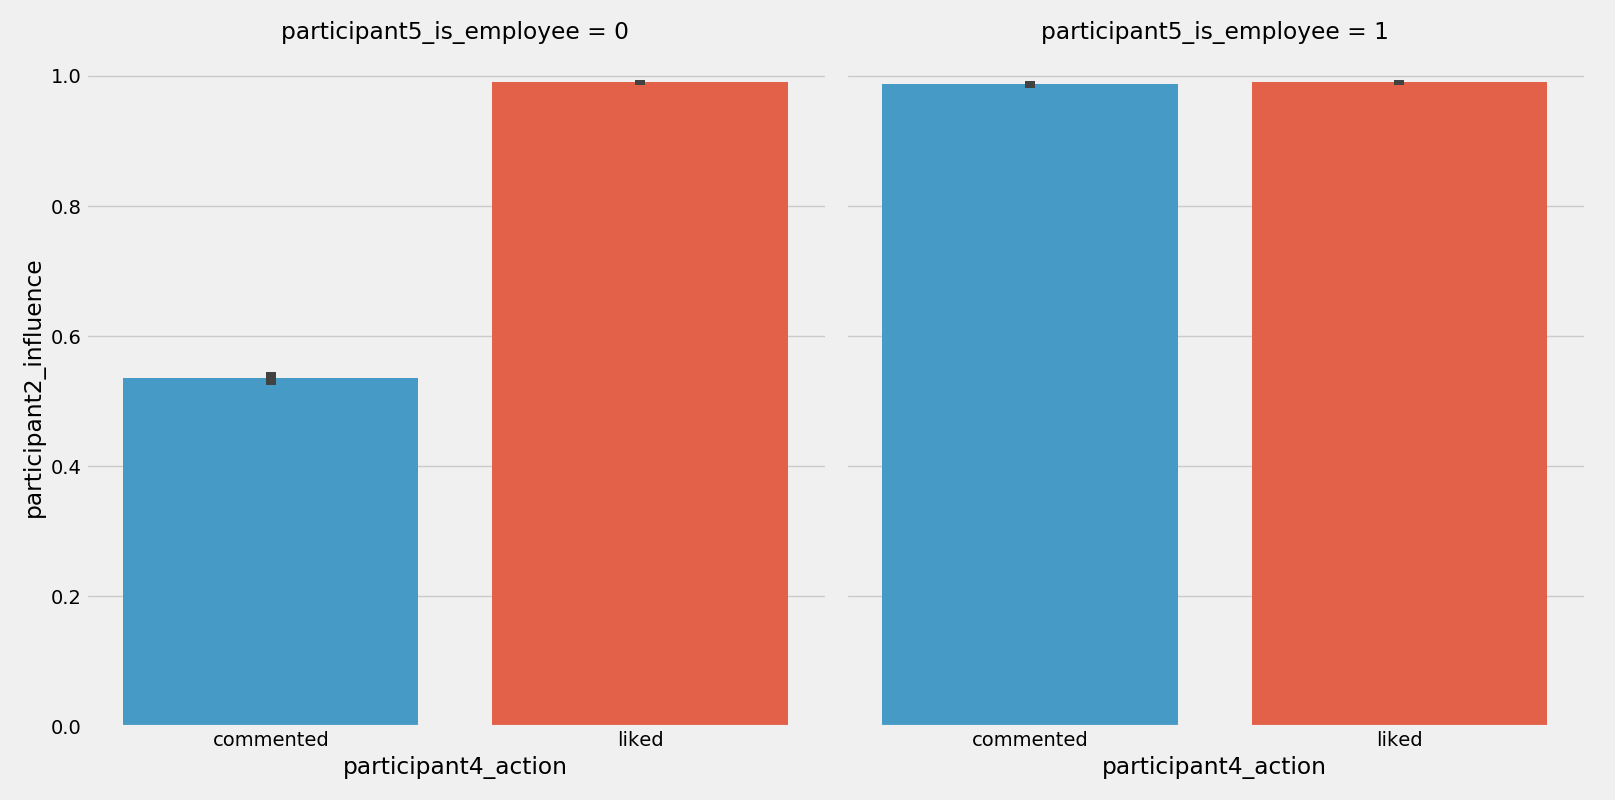 participant5_is_employee = 0
participant5_is_employee = 1
participant2_influence
1.0
0.8
0.6
0.4
0.2
0.0
commented
liked
commented
liked
participant4_action
participant4_action